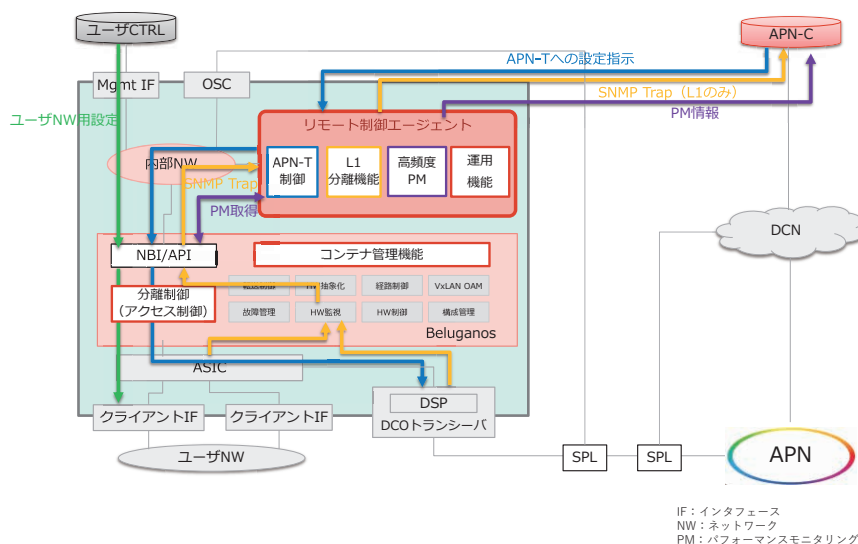 ユーザCTRL
APN-C
APN-Tへの設定指示
Mgmt IF
OSC
SNMP Trap（L1のみ）
PM情報
ユーザNW用設定
リモート制御エージェント
内部NW
APN-T
制御
L1
分離機能
高頻度
PM
運用
機能
SNMP Trap
PM取得
DCN
NBI/API
コンテナ管理機能
経路制御
VxLAN OAM
分離制御
（アクセス制御）
故障管理
HW監視
HW制御
構成管理
Beluganos
ASIC
クライアントIF
クライアントIF
DSP
DCOトランシーバ
ユーザNW
SPL
SPL
APN
IF：インタフェース
NW：ネットワーク
PM：パフォーマンスモニタリング